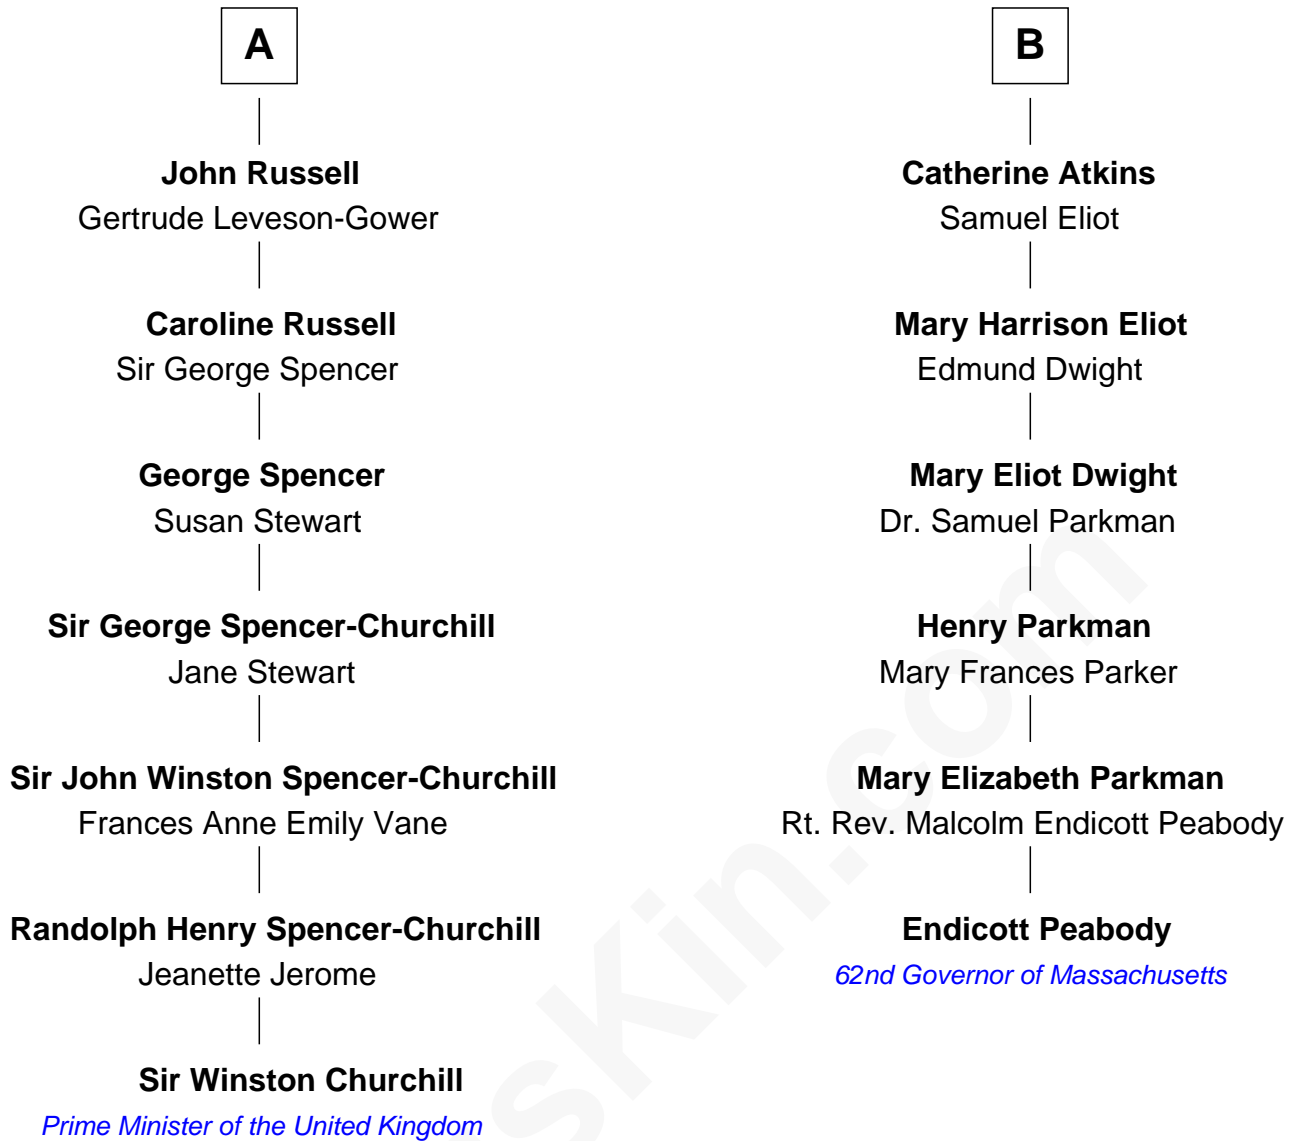 A
John Russell
Gertrude Leveson-Gower
Caroline Russell
Sir George Spencer
George Spencer
Susan Stewart
Sir George Spencer-Churchill
Jane Stewart
Sir John Winston Spencer-Churchill
Frances Anne Emily Vane
Randolph Henry Spencer-Churchill
Jeanette Jerome
Sir Winston Churchill
Prime Minister of the United Kingdom
B
Catherine Atkins
Samuel Eliot
Mary Harrison Eliot
Edmund Dwight
Mary Eliot Dwight
Dr. Samuel Parkman
Henry Parkman
Mary Frances Parker
Mary Elizabeth Parkman
Rt. Rev. Malcolm Endicott Peabody
Endicott Peabody
62nd Governor of Massachusetts
sKin.com